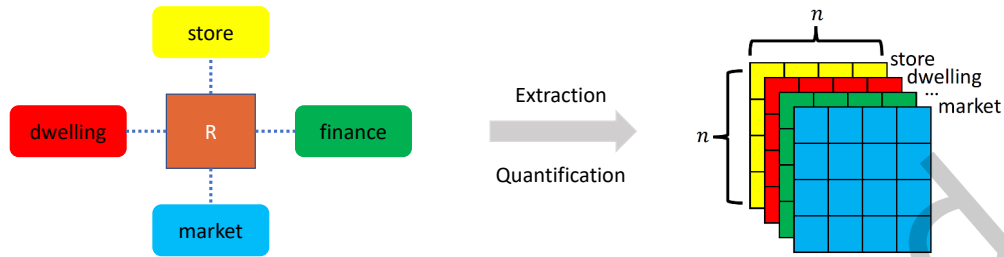 store
dwelling
R
finance
market
Extraction
Quantification
n
n
store
dwelling
...
market